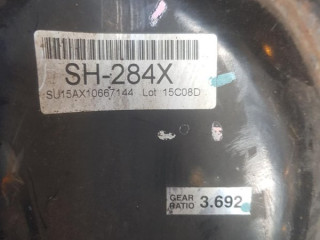 SH-284X
SU15AX10667144 Lot 15C08D
GEAR RATIO 3.692